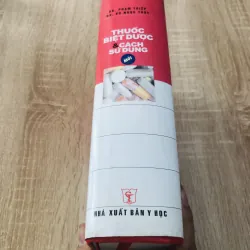 THUỐC
BIỆT DƯỢC
& CÁCH
SỬ DỤNG
NHÀ XUẤT BẢN Y HỌC